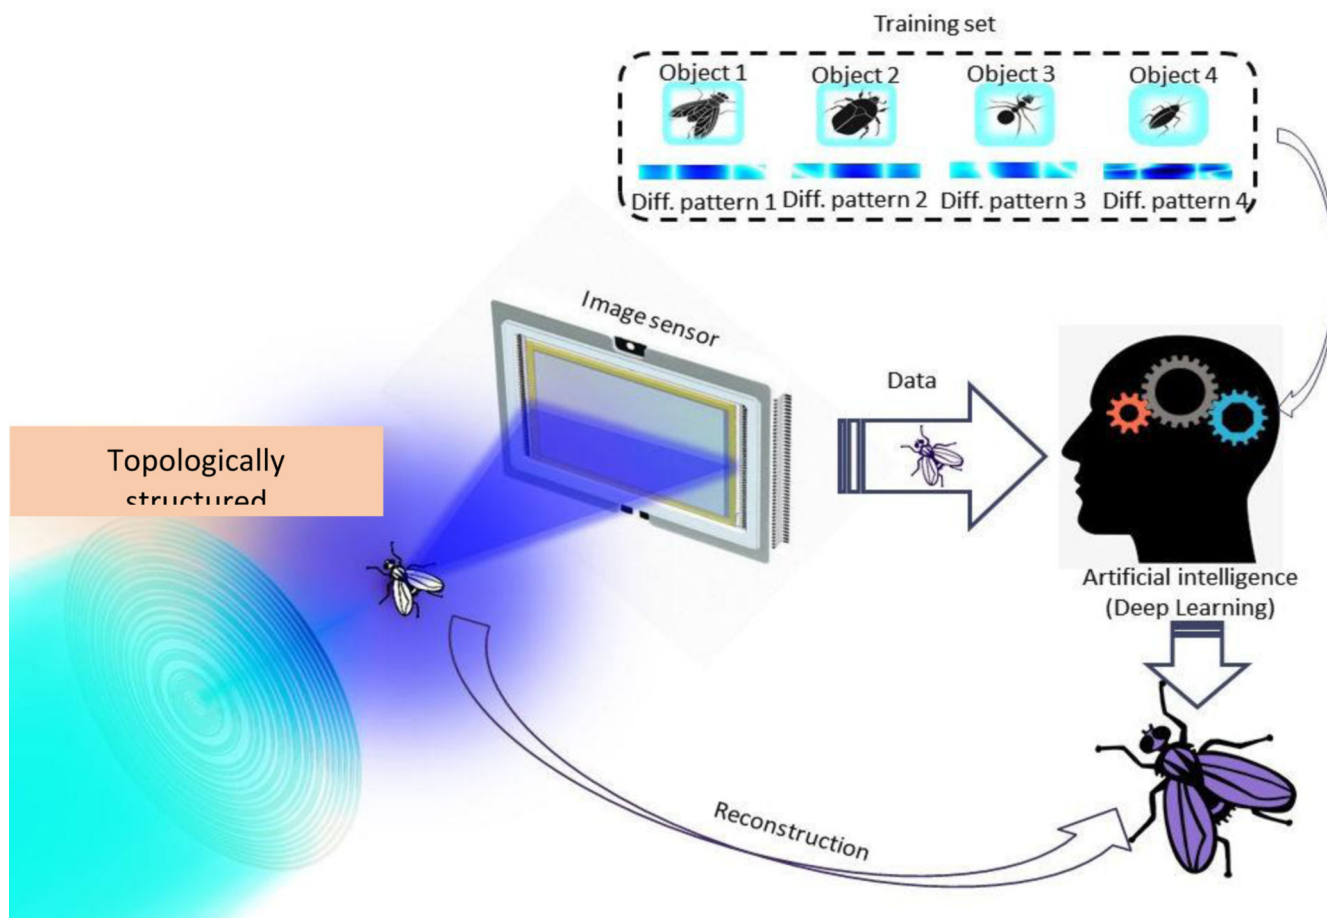 Training set
Object 1 Object 2 Object 3 Object 4
Diff. pattern 1 Diff. pattern 2 Diff. pattern 3 Diff. pattern 4
Image sensor
Data
Topologically
structured
Artificial intelligence
(Deep Learning)
Reconstruction